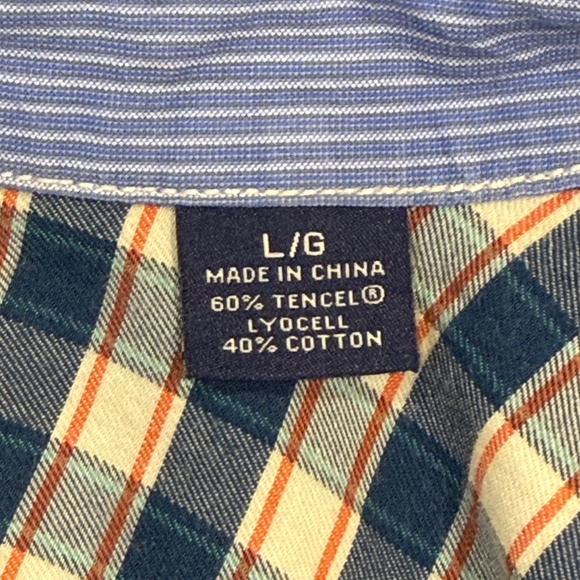 L/G
MADE IN CHINA
60% TENCEL®
LYOCELL
40% COTTON